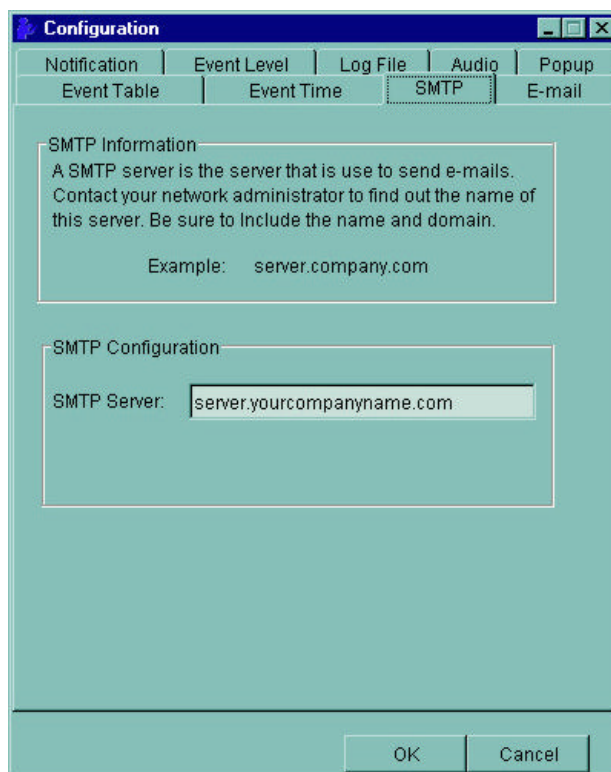 Configuration
Notification Event Level Log File Audio Popup
Event Table Event Time SMTP E-mail
SMTP Information
A SMTP server is the server that is use to send e-mails.
Contact your network administrator to find out the name of
this server. Be sure to Include the name and domain.
Example: server.company.com
SMTP Configuration
SMTP Server: server.yourcompanyname.com
OK Cancel